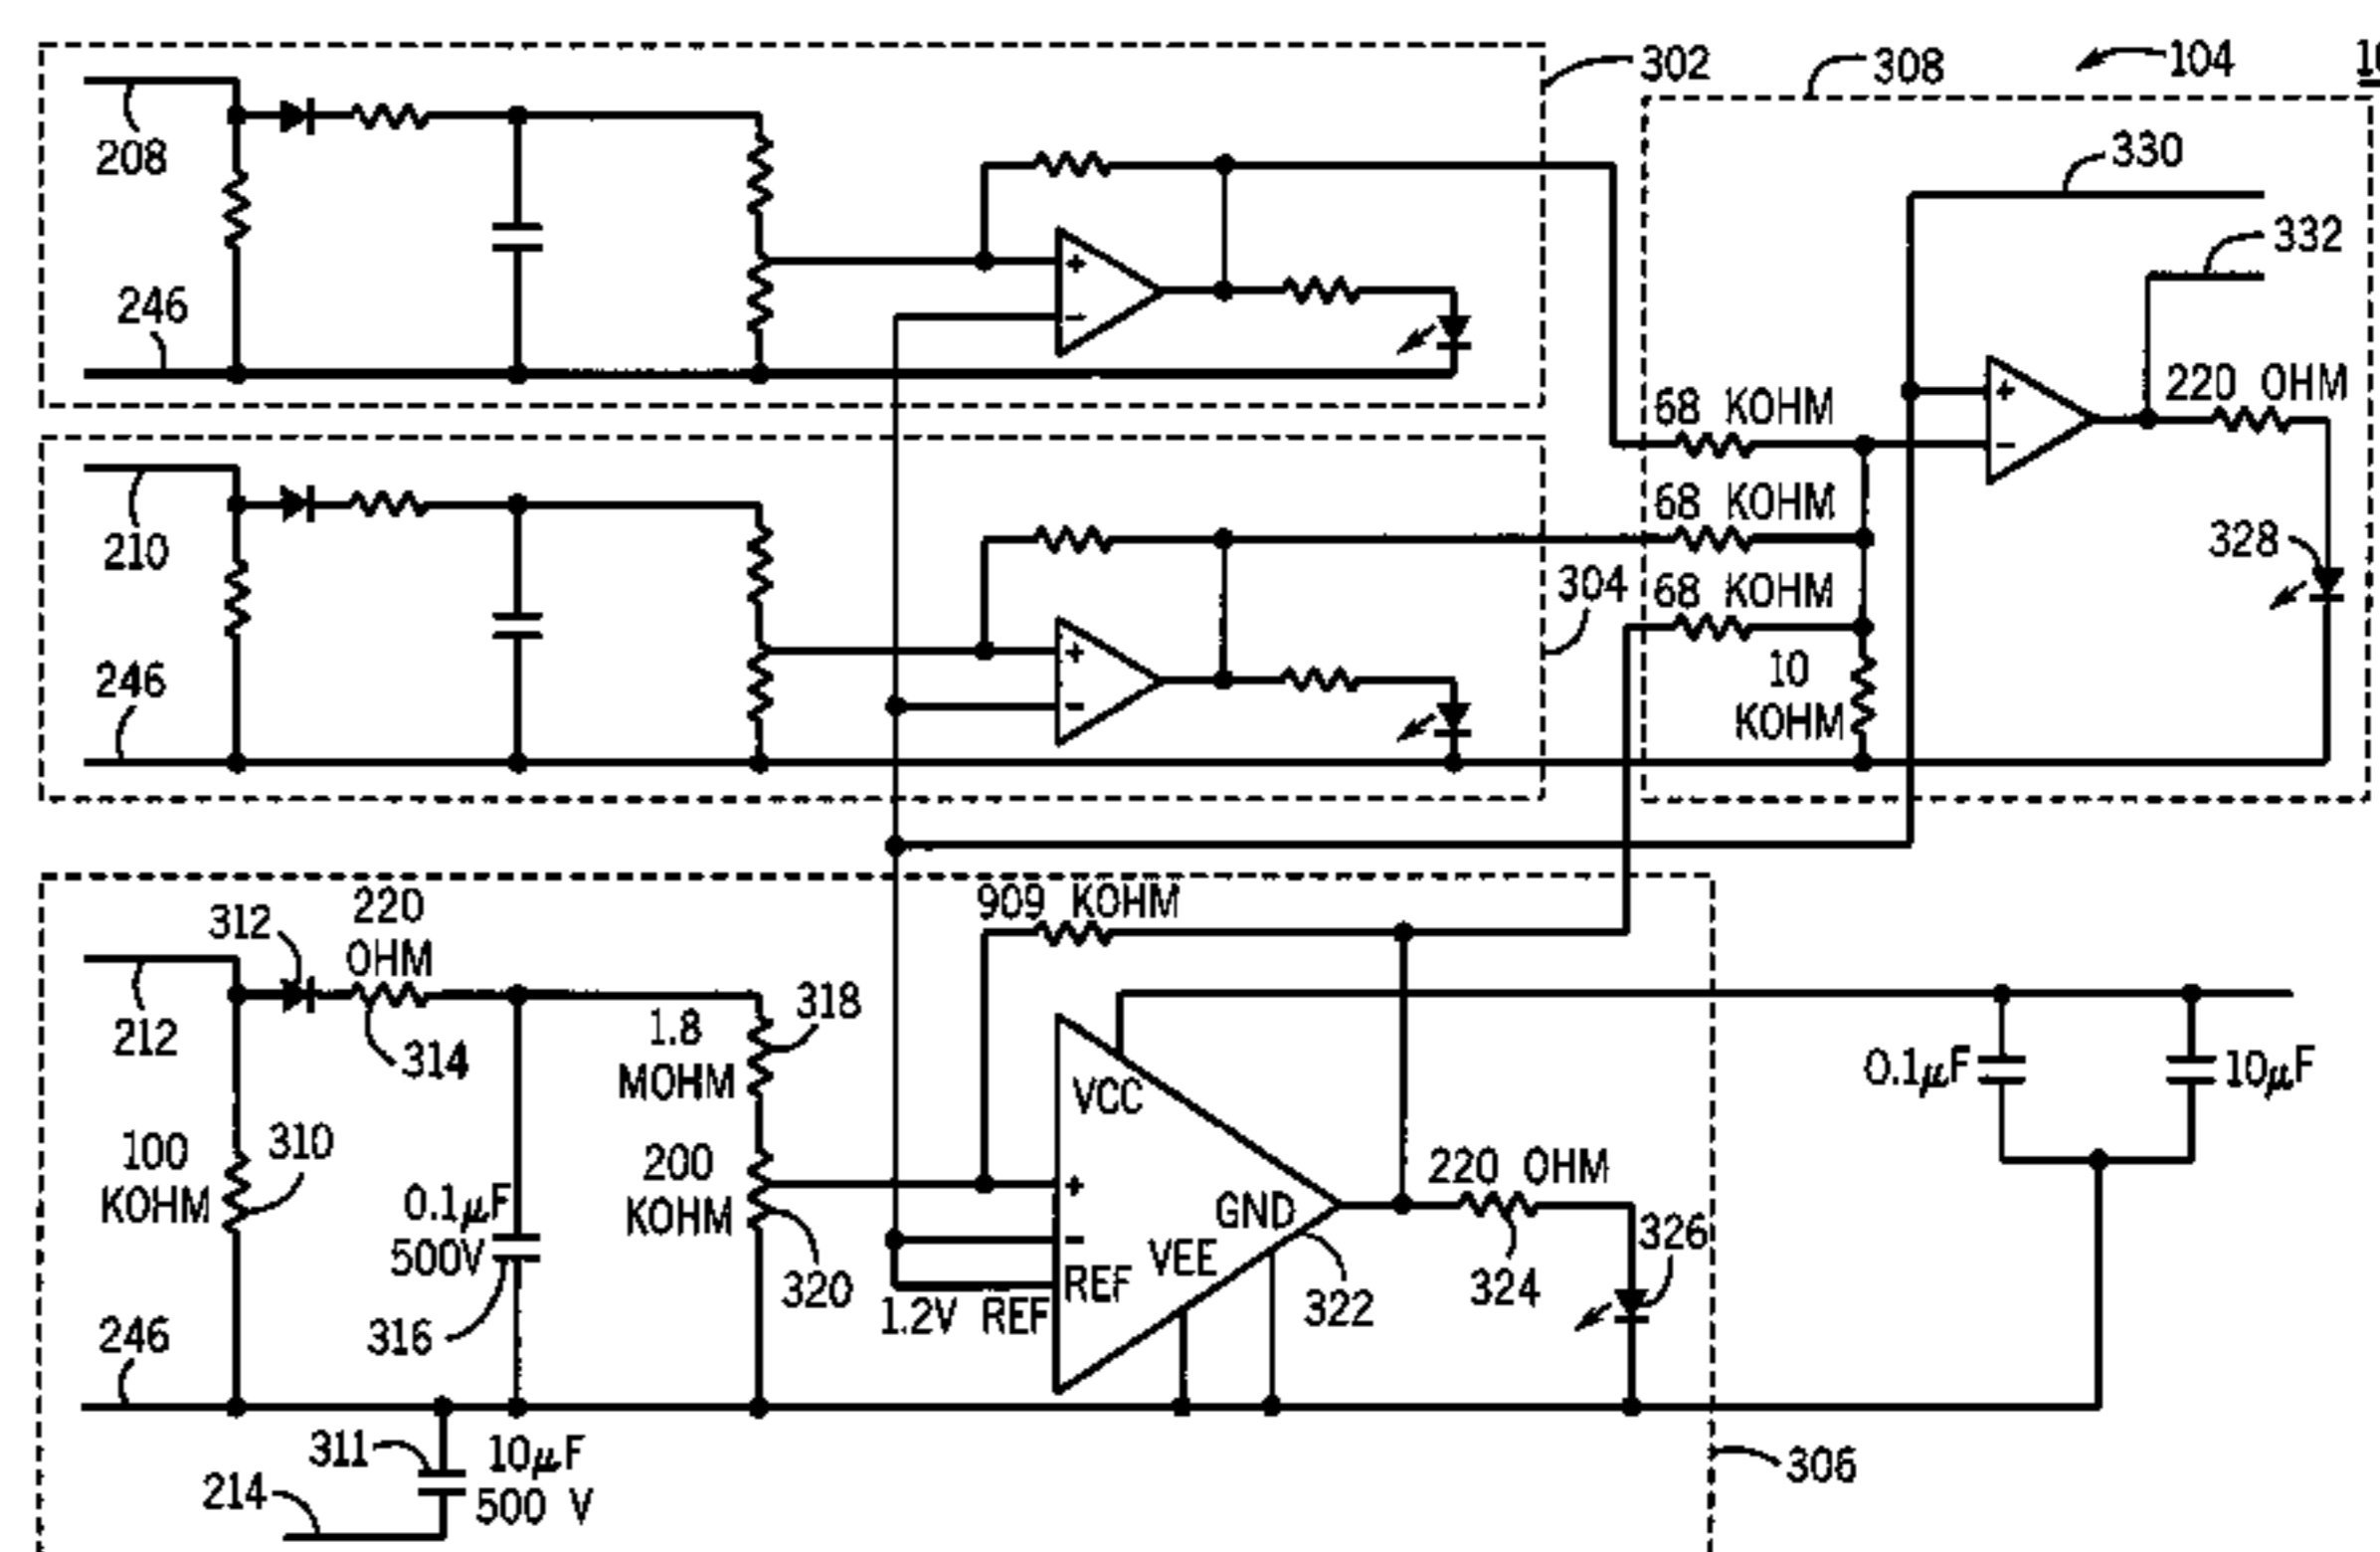 302
308
104
10
208
330
332
246
220 OHM
68 KOHM
68 KOHM
210
328
304
68 KOHM
10
KOHM
246
909 KOHM
312
220
OHM
212
314
1.8
MOHM
318
VCC
0.1μF
10μF
100
KOHM
310
200
KOHM
+
-
0.1μF
500V
316
320
GND
VEE
REF
1.2V REF
322
220 OHM
324
326
246
311
10μF
500 V
214
306
+
-
+
-
+
-